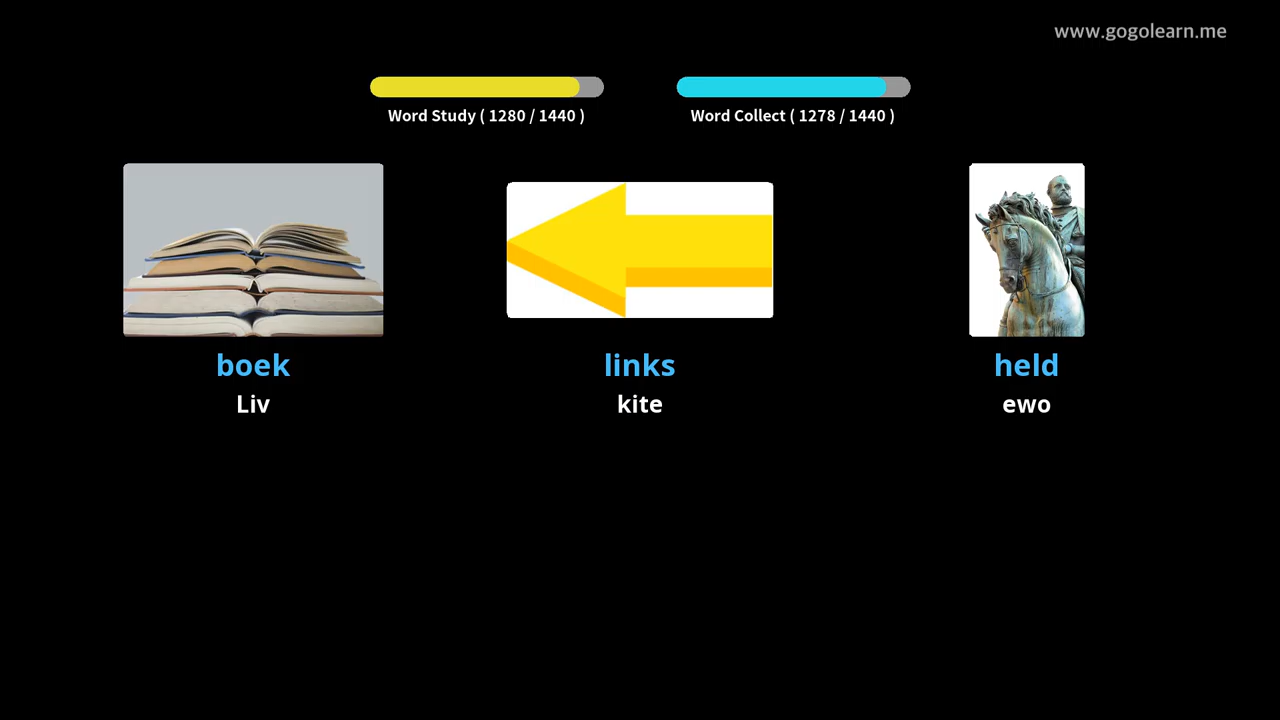 www.gogolearn.me
Word Study ( 1280 / 1440 )
Word Collect ( 1278 / 1440 )
boek
links
held
Liv
kite
ewo